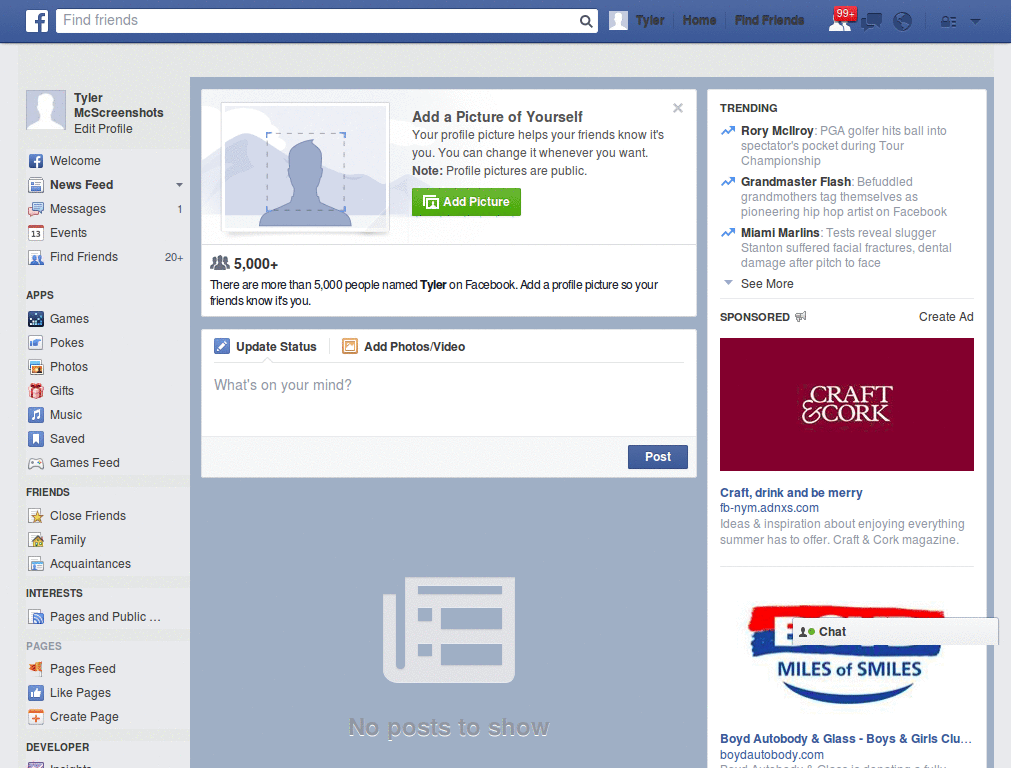 Find friends
Tyler
Home
Find Friends
99+
Tyler
McScreenshots
Edit Profile
Welcome
News Feed
Messages
1
13
Events
Find Friends
20+
APPS
Games
Pokes
Photos
Gifts
Music
Saved
Games Feed
FRIENDS
Close Friends
Family
Acquaintances
INTERESTS
Pages and Public ...
PAGES
Pages Feed
Like Pages
Create Page
DEVELOPER
Insights
Add a Picture of Yourself
Your profile picture helps your friends know it's
you. You can change it whenever you want.
Note: Profile pictures are public.
Add Picture
5,000+
There are more than 5,000 people named Tyler on Facebook. Add a profile picture so your
friends know it's you.
Update Status
Add Photos/Video
What's on your mind?
Post
No posts to show
TRENDING
Rory McIlroy: PGA golfer hits ball into
spectator's pocket during Tour
Championship
Grandmaster Flash: Befuddled
grandmothers tag themselves as
pioneering hip hop artist on Facebook
Miami Marlins: Tests reveal slugger
Stanton suffered facial fractures, dental
damage after pitch to face
See More
SPONSORED
Create Ad
CRAFT
&CORK
Craft, drink and be merry
fb-nym.adnxs.com
Ideas & inspiration about enjoying everything
summer has to offer. Craft & Cork magazine.
Chat
MILES of SMILES
Boyd Autobody & Glass - Boys & Girls Clu...
boydautobody.com
Boyd Autobody & Glass is donating a fully